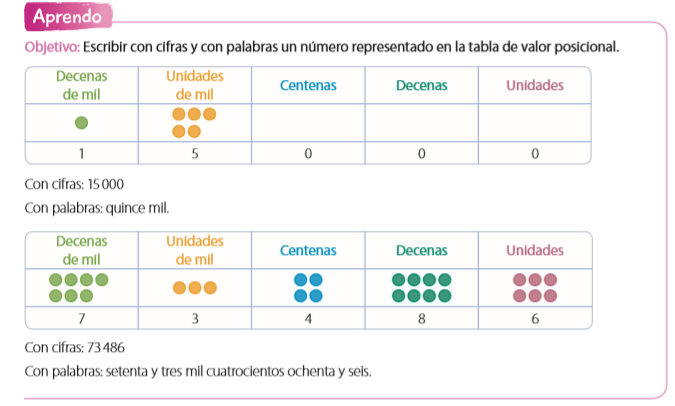 Aprendo
Objetivo: Escribir con cifras y con palabras un número representado en la tabla de valor posicional.
Decenas de mil Unidades de mil Centenas Decenas Unidades
1 5 0 0 0
Con cifras: 15 000
Con palabras: quince mil.
Decenas de mil Unidades de mil Centenas Decenas Unidades
7 3 4 8 6
Con cifras: 73 486
Con palabras: setenta y tres mil cuatrocientos ochenta y seis.